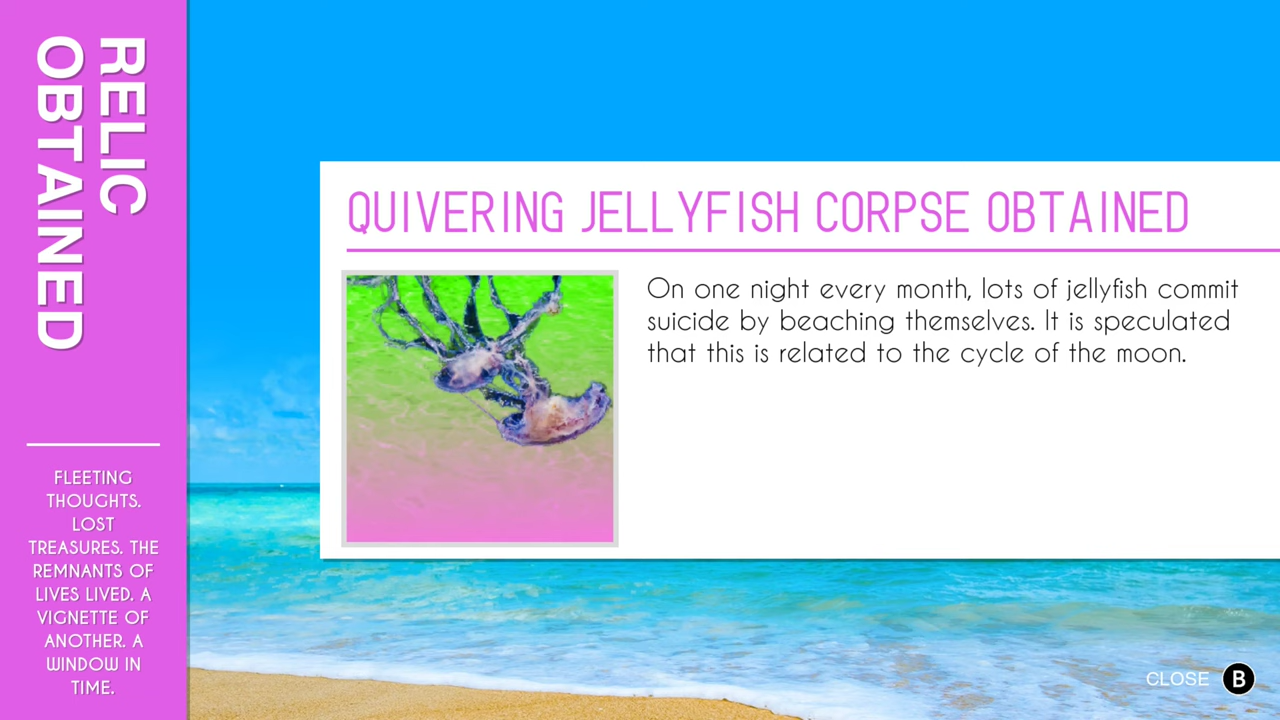 RELIC
OBTAINED
FLEETING
THOUGHTS.
LOST
TREASURES. THE
REMNANTS OF
LIVES LIVED. A
VIGNETTE OF
ANOTHER. A
WINDOW IN
TIME.
QUIVERING JELLYFISH CORPSE OBTAINED
On one night every month, lots of jellyfish commit
suicide by beaching themselves. It is speculated
that this is related to the cycle of the moon.
CLOSE B